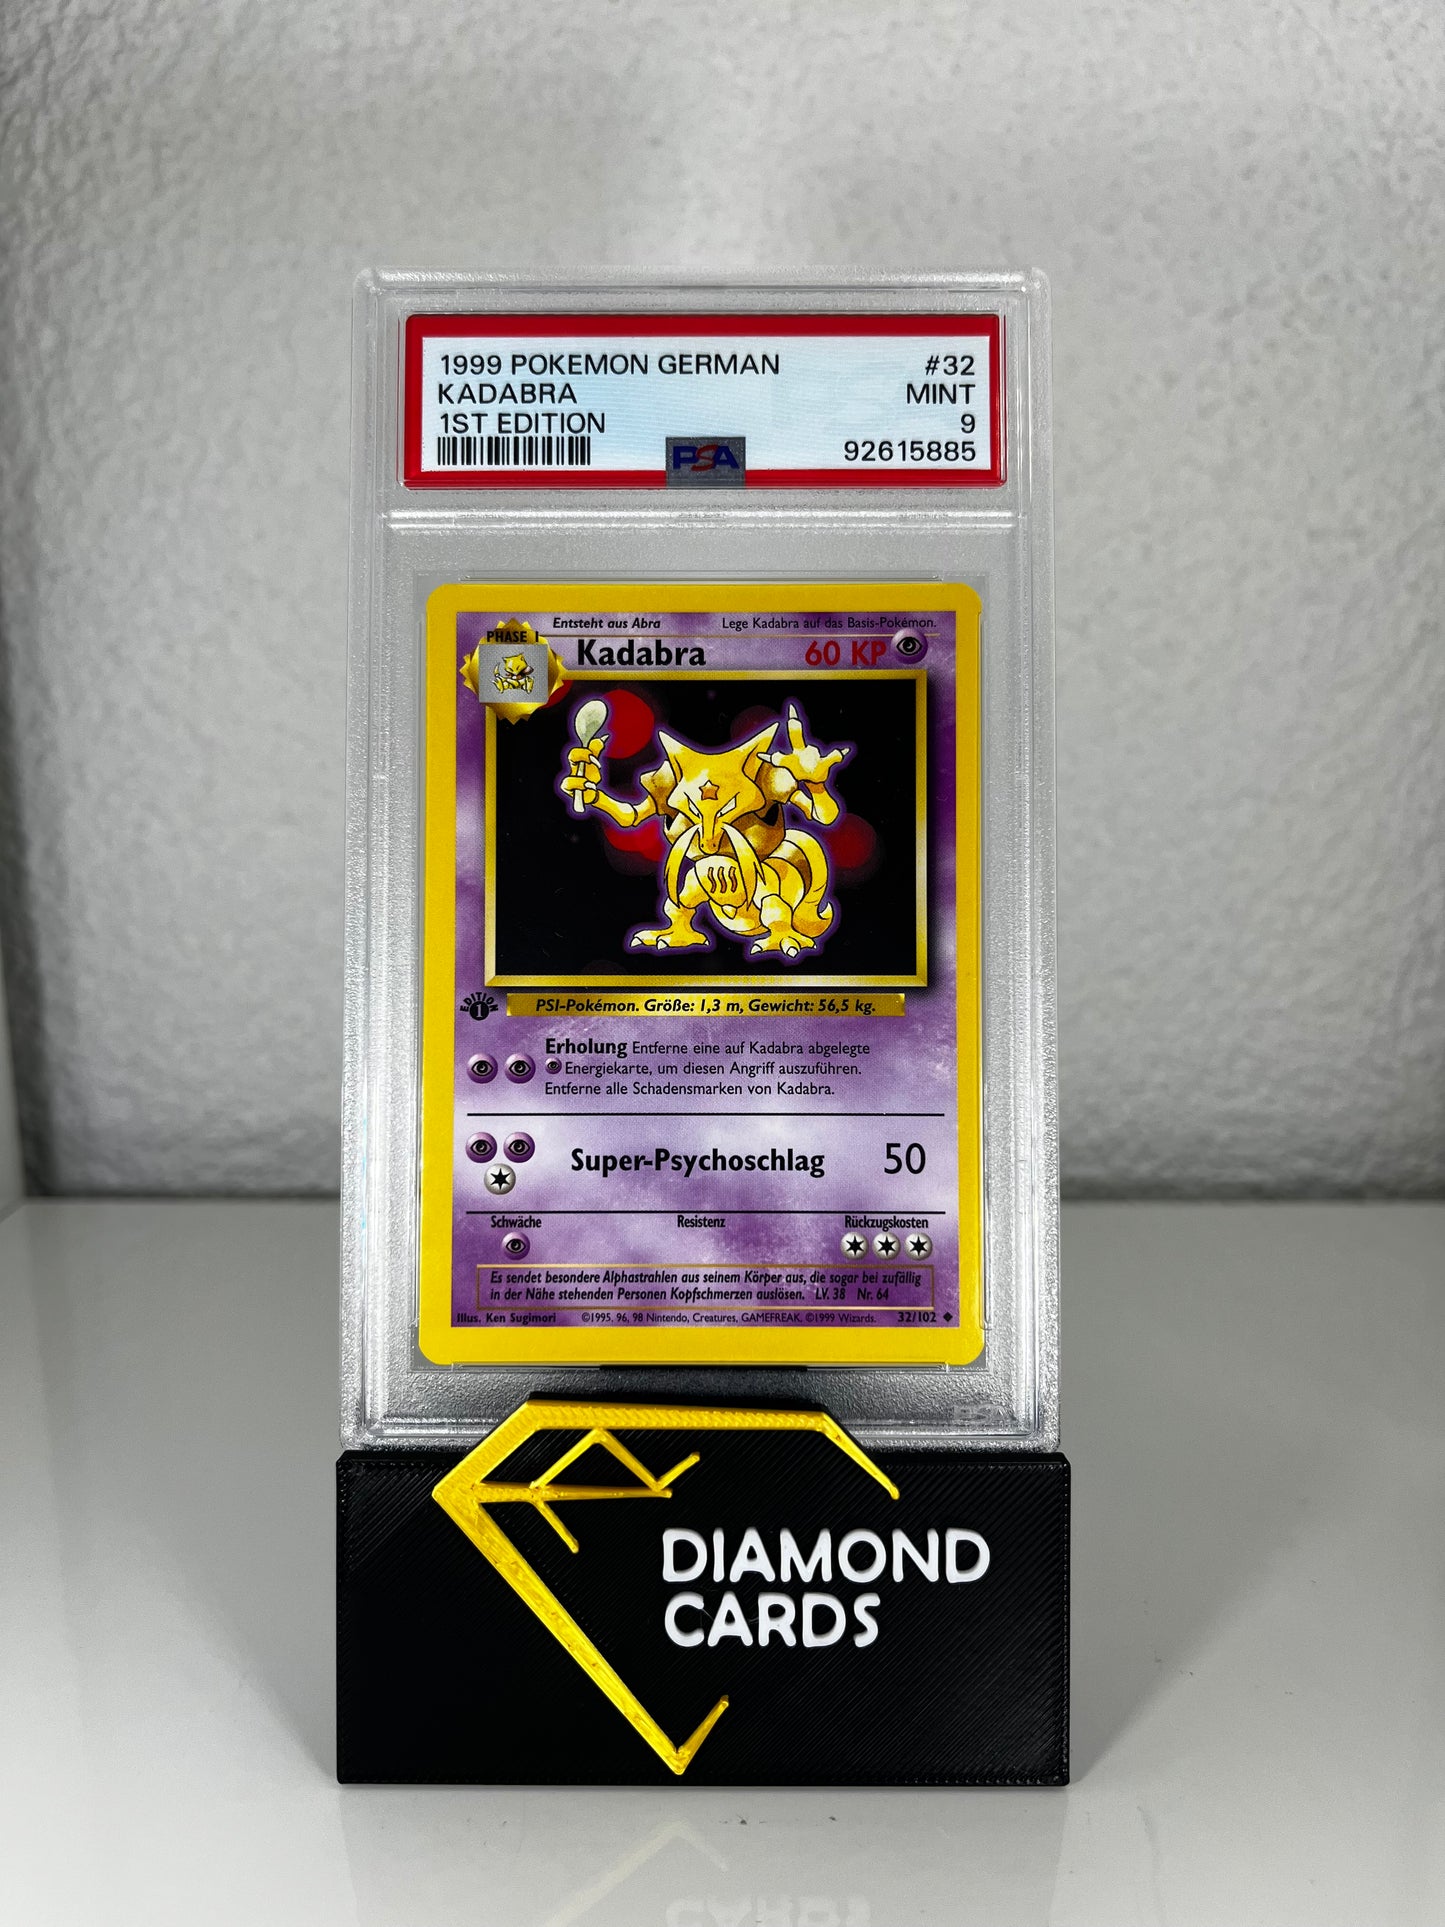 1999 POKEMON GERMAN #32
KADABRA MINT
1ST EDITION 9
92615885
PSA
Entsteht aus Abra Lege Kadabra auf das Basis-Pokémon.
PHASE 1
Kadabra 60 KP
EDITION 1
PSI-Pokémon. Größe: 1,3 m, Gewicht: 56,5 kg.
Erholung Entferne eine auf Kadabra abgelegte
Energiekarte, um diesen Angriff auszuführen.
Entferne alle Schadensmarken von Kadabra.
Super-Psychoschlag 50
Schwäche Resistenz Rückzugskosten
Es sendet besondere Alphastrahlen aus seinem Körper aus, die sogar bei zufällig
in der Nähe stehenden Personen Kopfschmerzen auslösen. LV. 38 Nr. 64
Illus. Ken Sugimori ©1995, 96, 98 Nintendo, Creatures, GAMEFREAK. ©1999 Wizards. 32/102
PSA
DIAMOND
CARDS